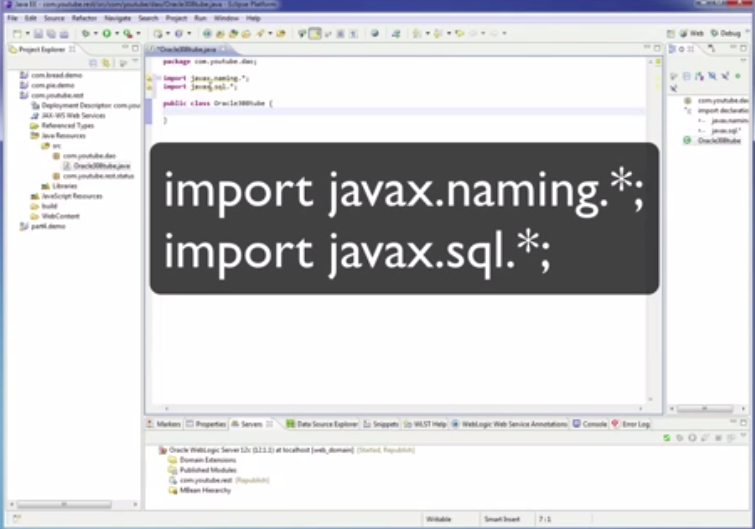 Java EE - com.youtube.rest/src/com/youtube/dao/Oracle308tube.java - Eclipse Platform
File Edit Source Refactor Navigate Search Project Run Window Help
Web Debug
Project Explorer
com.bread.demo
com.pie.demo
com.youtube.rest
Deployment Descriptor: com.you
JAX-WS Web Services
Referenced Types
Java Resources
src
com.youtube.dao
Oracle308tube.java
com.youtube.rest.status
Libraries
JavaScript Resources
build
WebContent
part6.demo
*Oracle308tube.java
package com.youtube.dao;
import javax.naming.*;
import javax.sql.*;
public class Oracle308tube {
}
import javax.naming.*;
import javax.sql.*;
com.youtube.dao
import declaratio
javax.namin
javax.sql.*
Oracle308tube
Markers Properties Servers Data Source Explorer Snippets WLST Help WebLogic Web Service Annotations Console Error Log
Oracle WebLogic Server 12c (12.1.1) at localhost [web_domain] [Started, Republish]
Domain Extensions
Published Modules
com.youtube.rest [Republish]
MBean Hierarchy
Writable Smart Insert 7 : 1